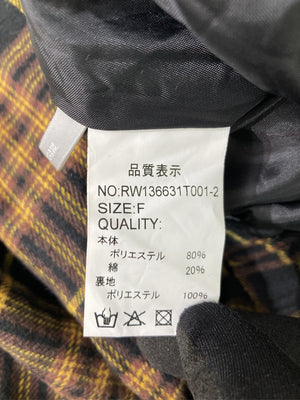 品質表示
NO:RW136631T001-2
SIZE:F
QUALITY:
本体
ポリエステル 80%
綿 20%
裏地
ポリエステル 100%